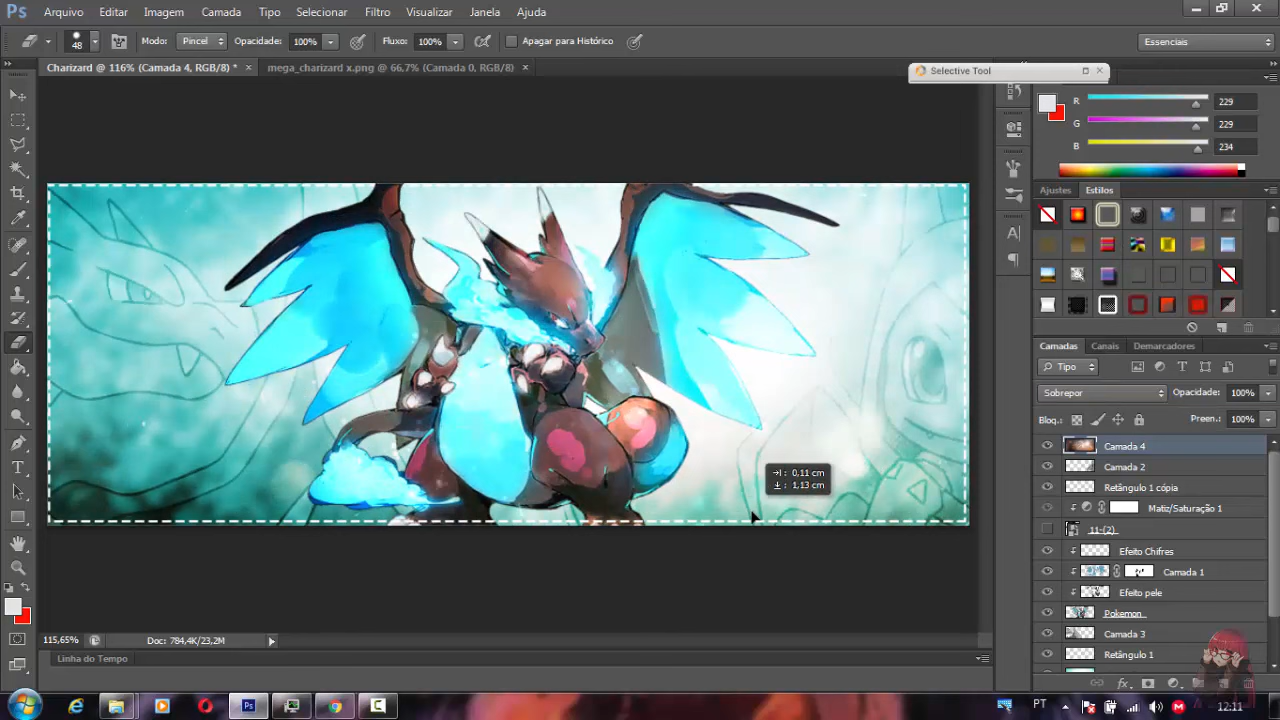 Ps Arquivo Editar Imagem Camada Tipo Selecionar Filtro Visualizar Janela Ajuda
48 Modo: Pincel Opacidade: 100% Fluxo: 100% Apagar para Histórico Essenciais
Charizard @ 116% (Camada 4, RGB/8) * × mega_charizard x.png @ 66,7% (Camada 0, RGB/8) ×
Selective Tool
R 229
G 229
B 234
Ajustes Estilos
Camadas Canais Demarcadores
Tipo
Sobrepor Opacidade: 100%
Bloq.: Preen.: 100%
Camada 4
Camada 2
Retângulo 1 cópia
Matiz/Saturação 1
11-(2)
Efeito Chifres
Camada 1
Efeito pele
Pokemon
Camada 3
Retângulo 1
fx
: 0,11 cm
: 1,13 cm
115,65% Doc: 784,4K/23,2M
Linha do Tempo
PT 12:11